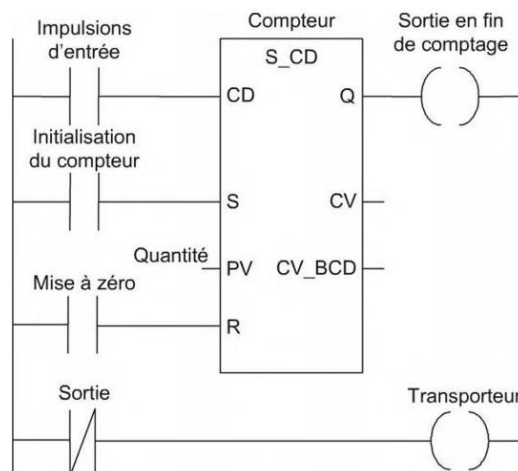 Impulsions
d'entrée
Compteur
Sortie en fin
de comptage
S_CD
CD
Q
Initialisation
du compteur
S
CV
Quantité
PV
CV_BCD
Mise à zéro
R
Sortie
Transporteur